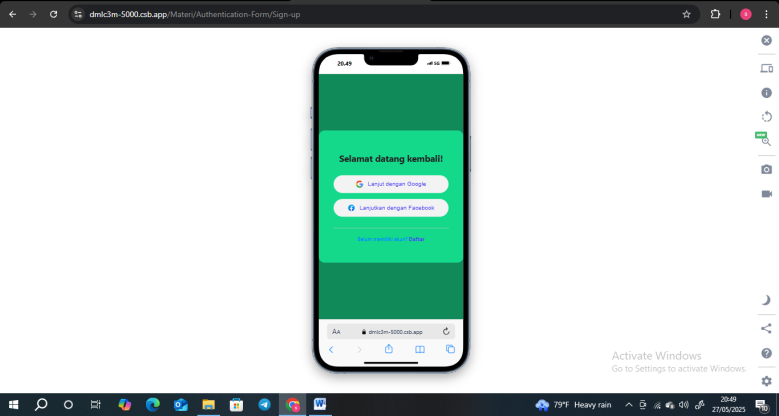 dmlc3m-5000.csb.app/Materi/Authentication-Form/Sign-up
S
NEW
20.49
5G
Selamat datang kembali!
Lanjut dengan Google
Lanjutkan dengan Facebook
Belum memiliki akun? Daftar
AA dmlc3m-5000.csb.app
Activate Windows
Go to Settings to activate Windows.
79°F Heavy rain
20:49
27/05/2025